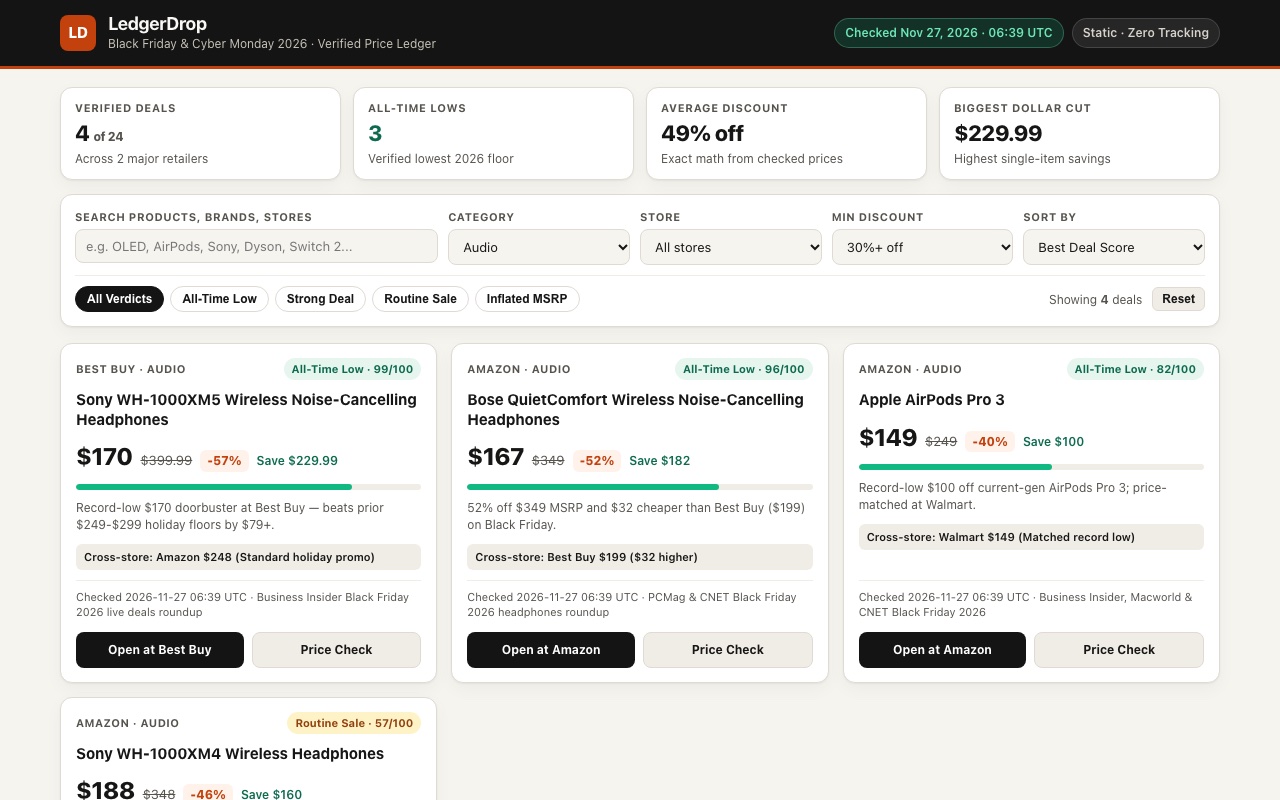 LD
LedgerDrop
Black Friday & Cyber Monday 2026 · Verified Price Ledger
Checked Nov 27, 2026 · 06:39 UTC
Static · Zero Tracking
VERIFIED DEALS
4 of 24
Across 2 major retailers
ALL-TIME LOWS
3
Verified lowest 2026 floor
AVERAGE DISCOUNT
49% off
Exact math from checked prices
BIGGEST DOLLAR CUT
$229.99
Highest single-item savings
SEARCH PRODUCTS, BRANDS, STORES
e.g. OLED, AirPods, Sony, Dyson, Switch 2...
CATEGORY
Audio
STORE
All stores
MIN DISCOUNT
30%+ off
SORT BY
Best Deal Score
All Verdicts
All-Time Low
Strong Deal
Routine Sale
Inflated MSRP
Showing 4 deals
Reset
BEST BUY · AUDIO
All-Time Low · 99/100
Sony WH-1000XM5 Wireless Noise-Cancelling
Headphones
$170 $399.99 -57% Save $229.99
Record-low $170 doorbuster at Best Buy — beats prior
$249-$299 holiday floors by $79+.
Cross-store: Amazon $248 (Standard holiday promo)
Checked 2026-11-27 06:39 UTC · Business Insider Black Friday
2026 live deals roundup
Open at Best Buy
Price Check
AMAZON · AUDIO
All-Time Low · 96/100
Bose QuietComfort Wireless Noise-Cancelling
Headphones
$167 $349 -52% Save $182
52% off $349 MSRP and $32 cheaper than Best Buy ($199)
on Black Friday.
Cross-store: Best Buy $199 ($32 higher)
Checked 2026-11-27 06:39 UTC · PCMag & CNET Black Friday
2026 headphones roundup
Open at Amazon
Price Check
AMAZON · AUDIO
All-Time Low · 82/100
Apple AirPods Pro 3
$149 $249 -40% Save $100
Record-low $100 off current-gen AirPods Pro 3; price-
matched at Walmart.
Cross-store: Walmart $149 (Matched record low)
Checked 2026-11-27 06:39 UTC · Business Insider, Macworld &
CNET Black Friday 2026
Open at Amazon
Price Check
AMAZON · AUDIO
Routine Sale · 57/100
Sony WH-1000XM4 Wireless Headphones
$188 $348 -46% Save $160